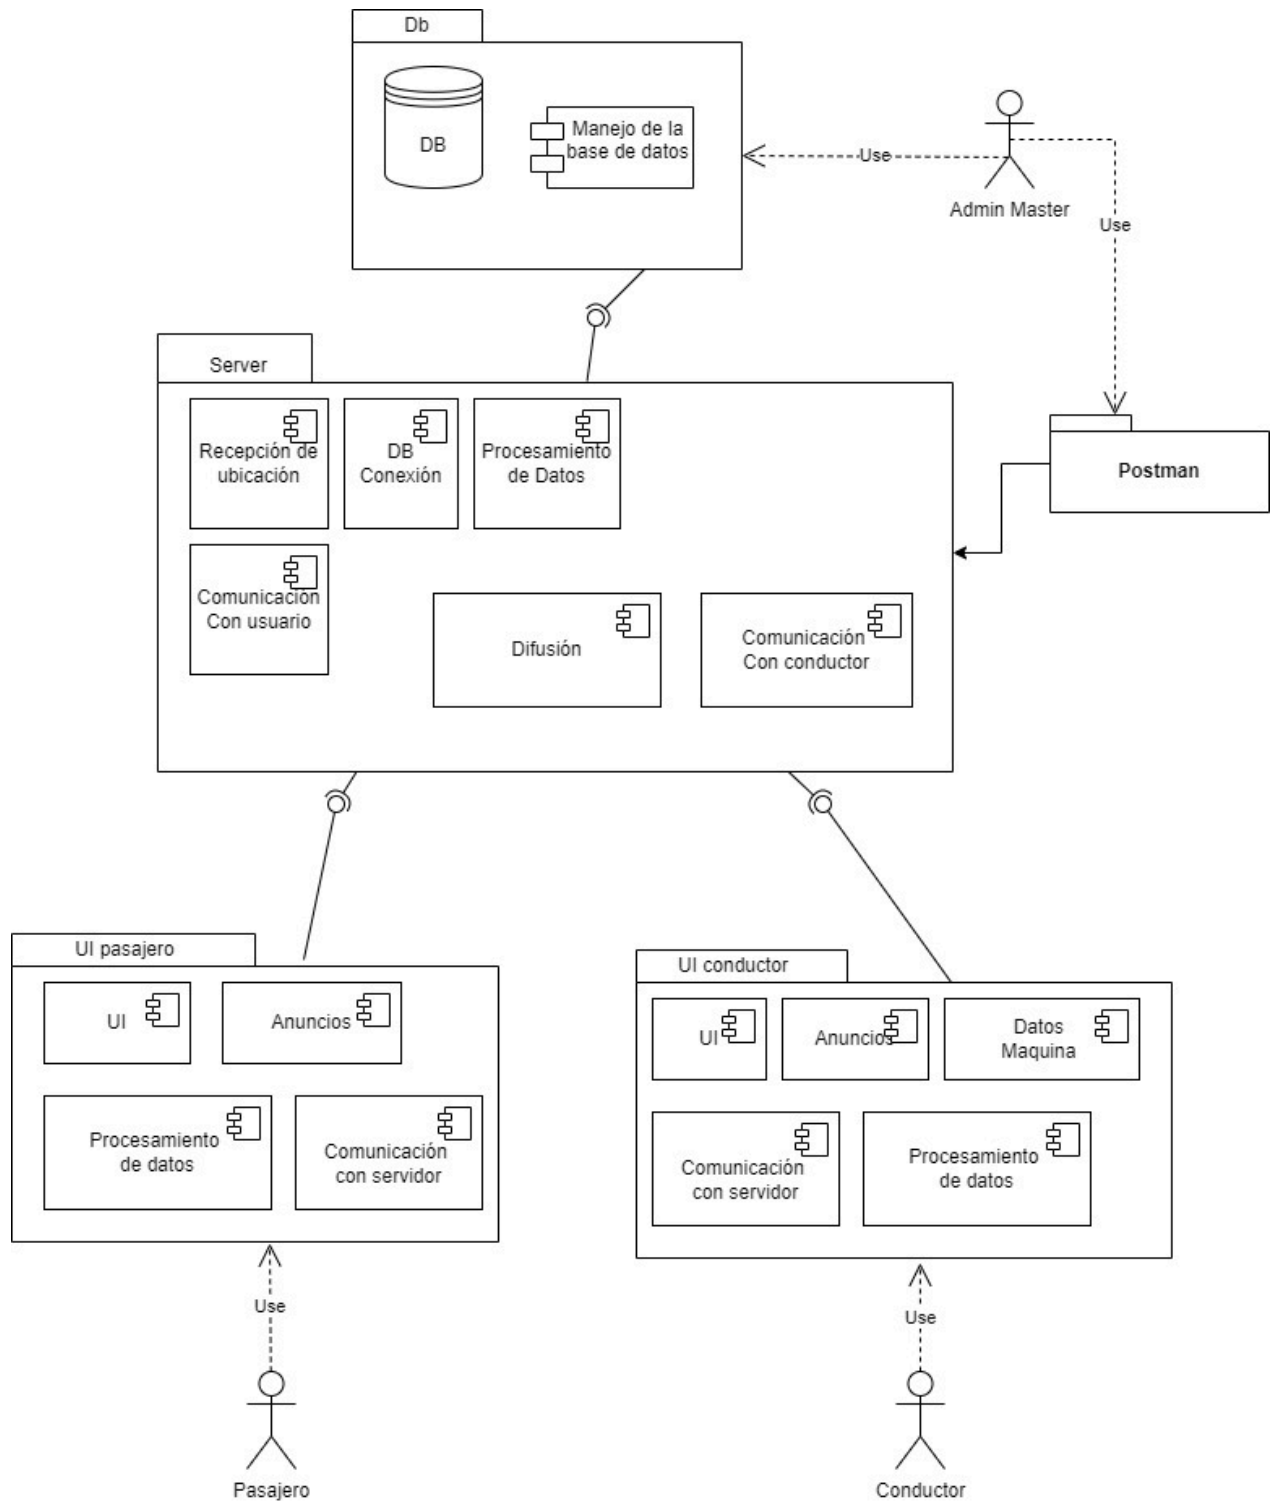 Db
DB
Manejo de la
base de datos
Use
Admin Master
Use
Server
Recepción de
ubicación
DB
Conexión
Procesamiento
de Datos
Postman
Comunicación
Con usuario
Difusión
Comunicación
Con conductor
UI pasajero
UI
Anuncios
Procesamiento
de datos
Comunicación
con servidor
UI conductor
UI
Anuncios
Datos
Maquina
Comunicación
con servidor
Procesamiento
de datos
Use
Use
Pasajero
Conductor